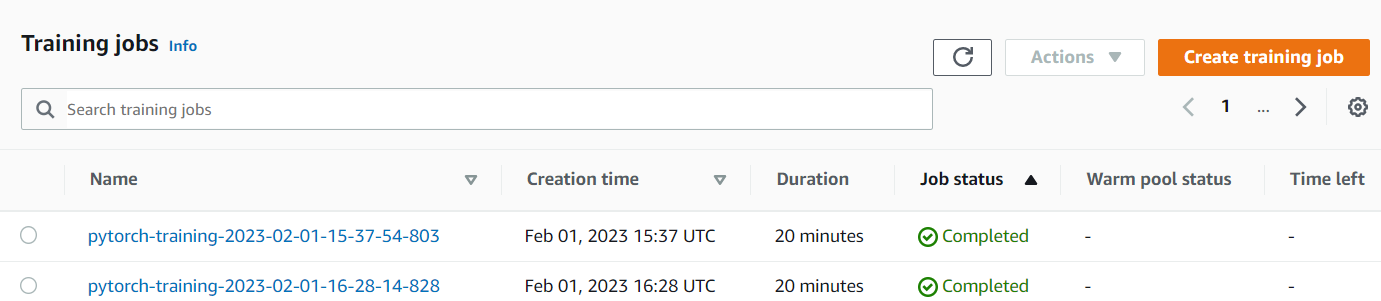 Training jobs Info
Actions Create training job
Search training jobs
1 ...
Name Creation time Duration Job status Warm pool status Time left
pytorch-training-2023-02-01-15-37-54-803 Feb 01, 2023 15:37 UTC 20 minutes Completed - -
pytorch-training-2023-02-01-16-28-14-828 Feb 01, 2023 16:28 UTC 20 minutes Completed - -